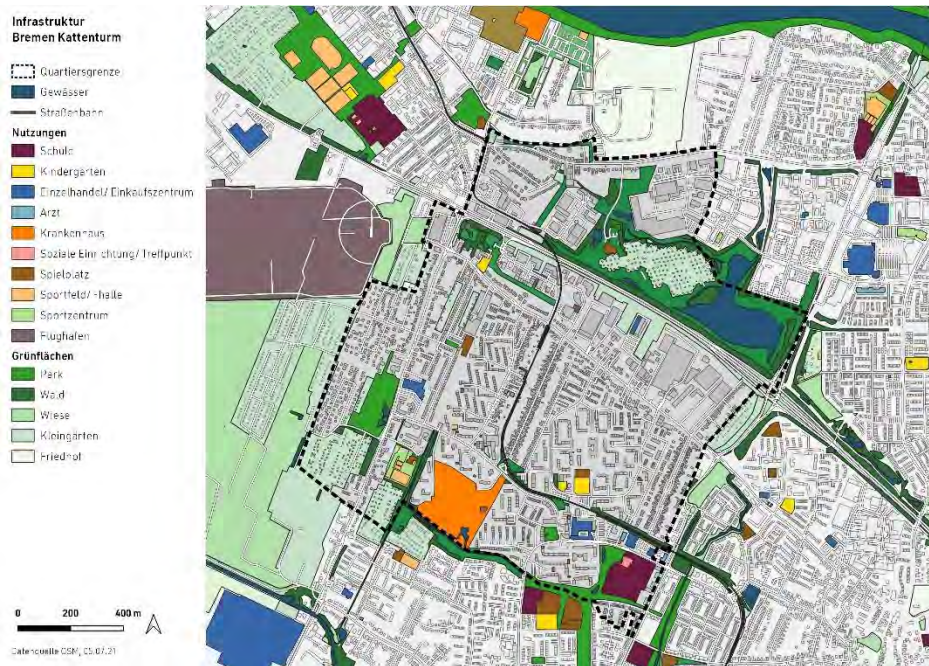 Infrastruktur
Bremen Kattenturm
Quartiersgrenze
Gewässer
Straßenbahn
Nutzungen
Schule
Kindergarten
Einzelhandel/ Einkaufszentrum
Arzt
Krankenhaus
Soziale Einrichtung/ Treffpunkt
Spielplatz
Sportfeld/ -halle
Sportzentrum
Flughafen
Grünflächen
Park
Wald
Wiese
Kleingärten
Friedhof
0 200 400 m
Datenquelle OSM, 05.07.21